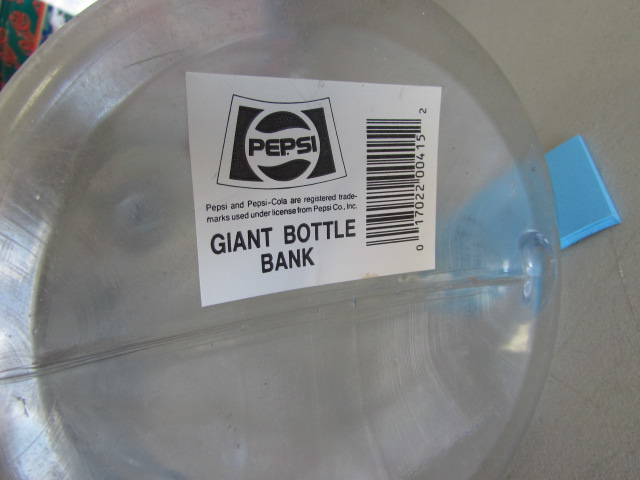 PEPSI
Pepsi and Pepsi-Cola are registered trade-
marks used under license from Pepsi Co., Inc.
GIANT BOTTLE
BANK
0 17022 00415 2